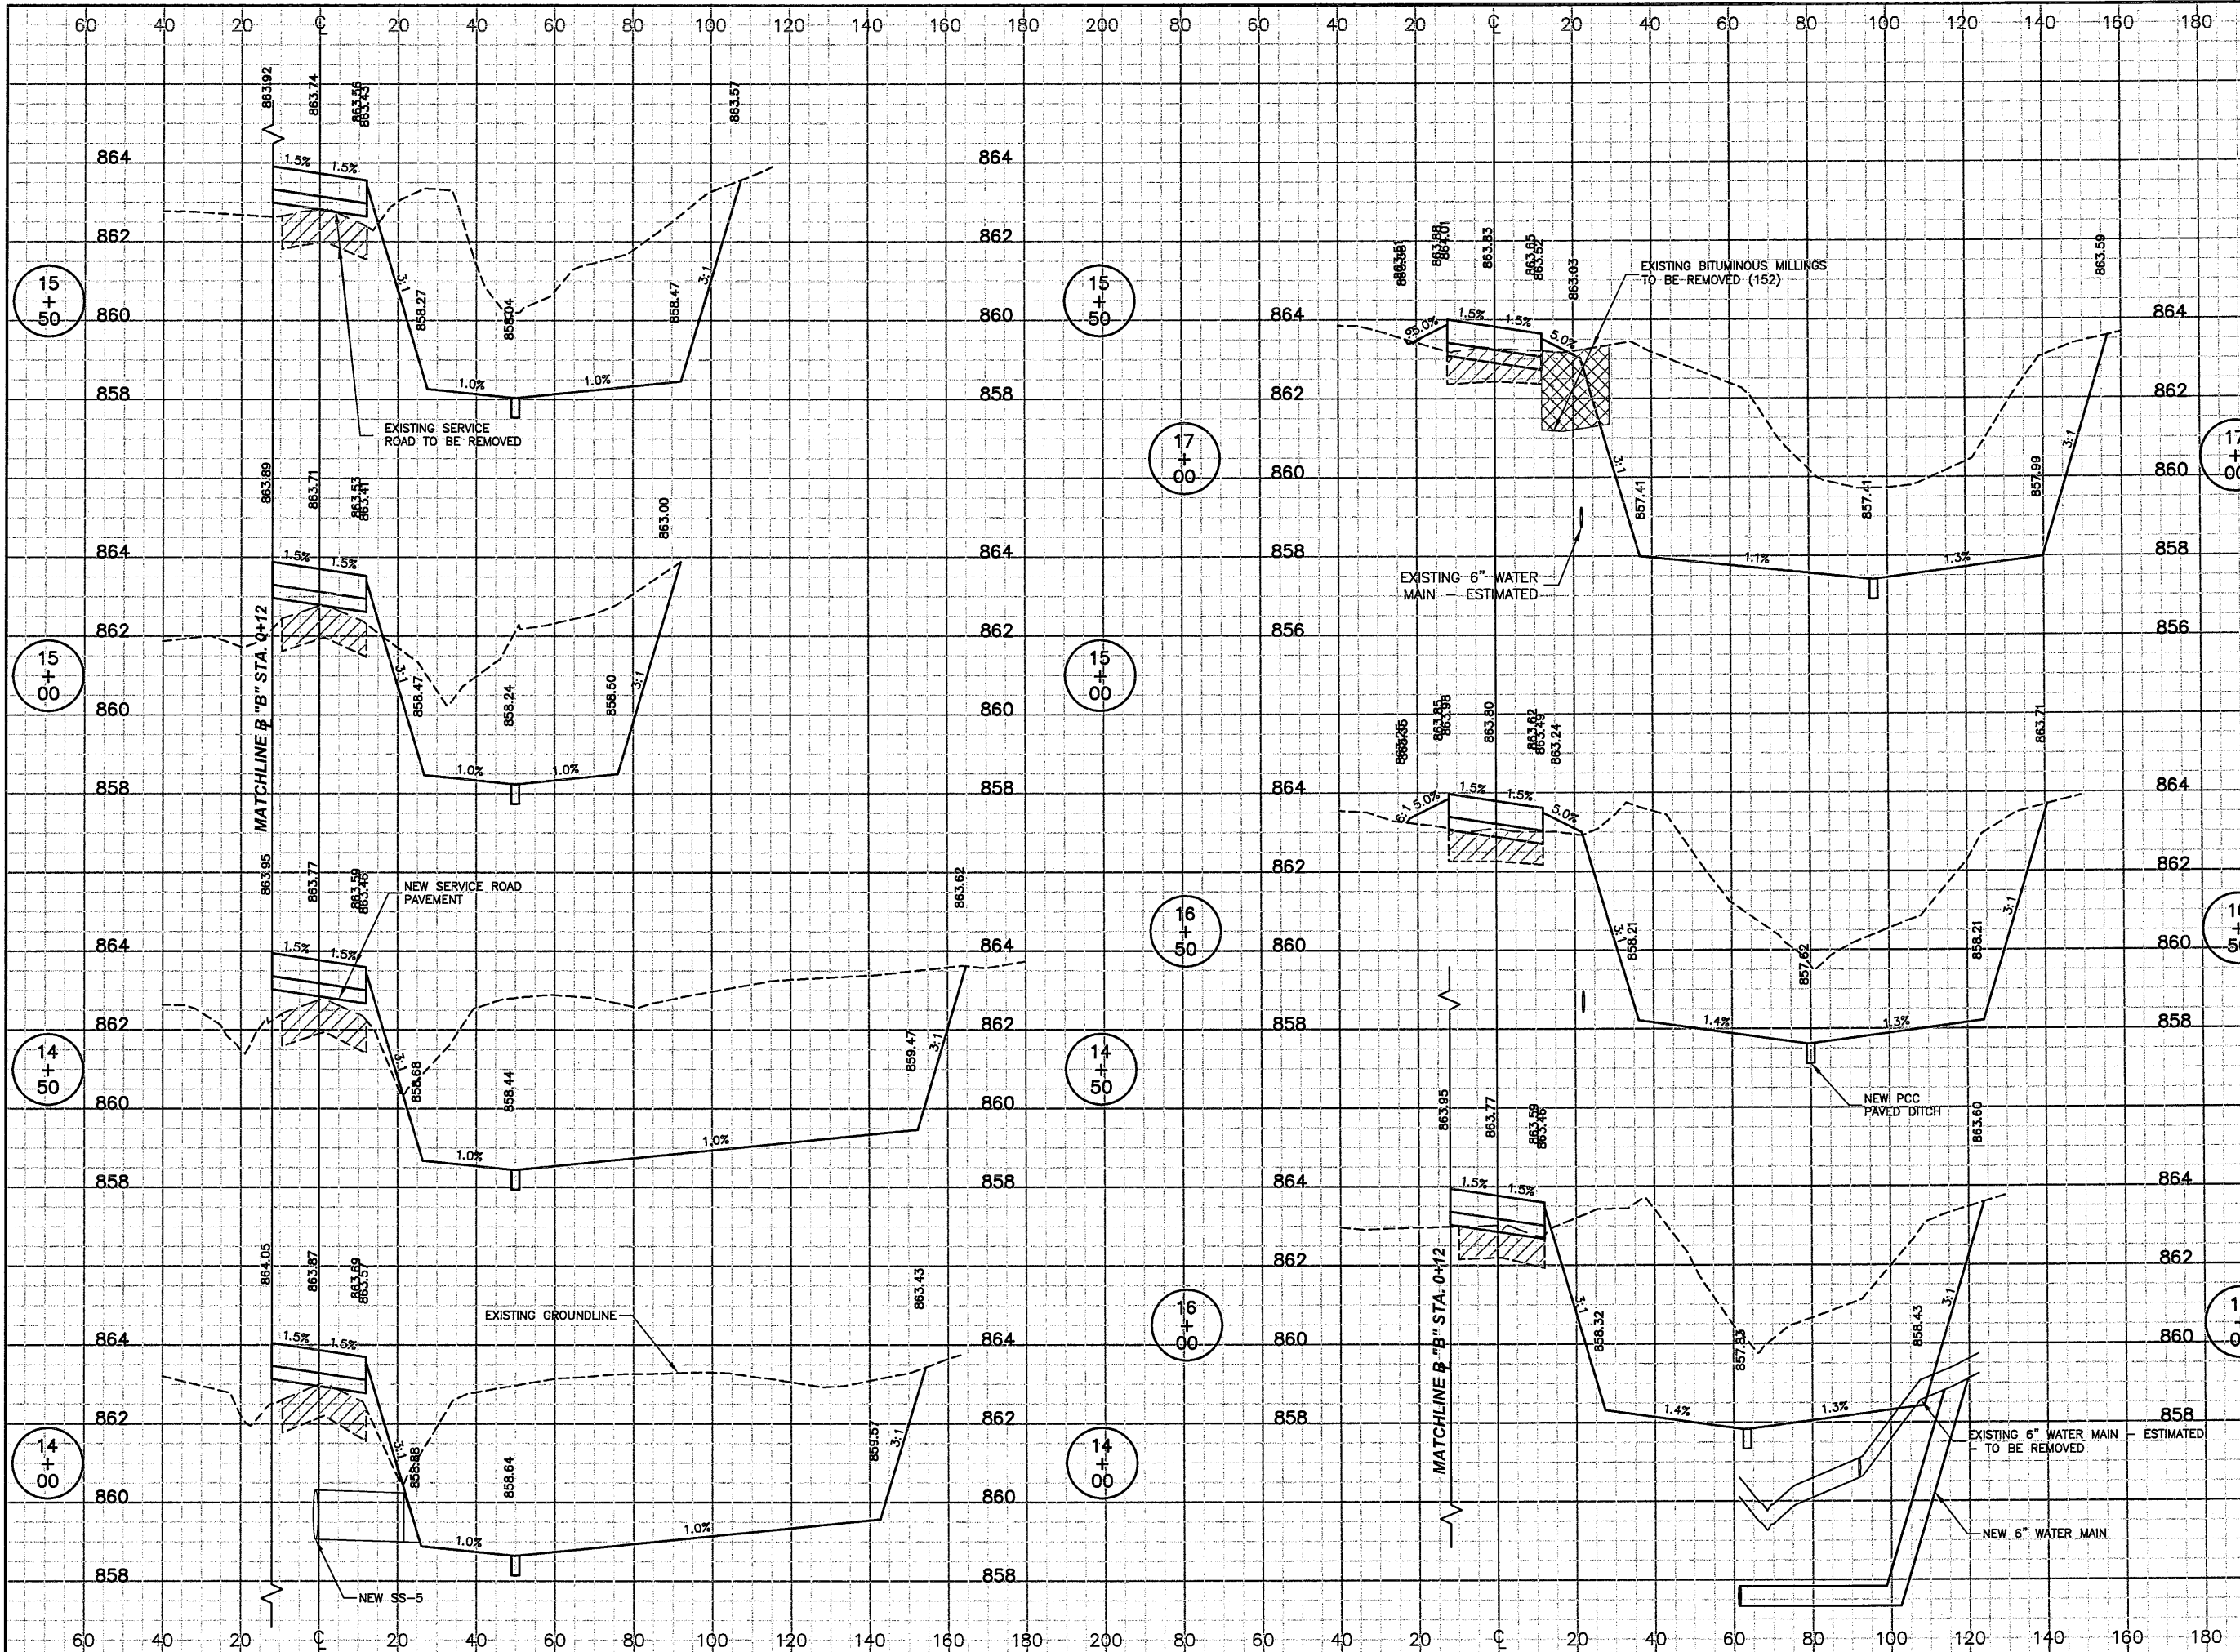 60 40 20 ℄ 20 40 60 80 100 120 140 160 180 200 80 60 40 20 ℄ 20 40 60 80 100 120 140 160 180
863.92 863.74 863.56 863.43 863.57
864 1.5% 1.5% 864
862 862
15 + 50
860 3:1 858.27 858.04 858.47 3:1 860
15 + 50
858 1.0% 1.0% 858
EXISTING SERVICE
ROAD TO BE REMOVED
863.89 863.71 863.53 863.41 863.00
864 1.5% 1.5% 864
862 862
MATCHLINE B "B" STA. 0+12
15 + 00
860 3:1 858.47 858.24 858.50 3:1 860
15 + 00
858 1.0% 1.0% 858
863.95 863.77 863.59 863.46 863.62
NEW SERVICE ROAD
PAVEMENT
864 1.5% 1.5% 864
862 862
14 + 50
860 3:1 858.68 858.44 859.47 3:1 860
14 + 50
858 1.0% 1.0% 858
864.05 863.87 863.69 863.57 863.43
EXISTING GROUNDLINE
864 1.5% 1.5% 864
862 862
14 + 00
860 3:1 858.88 858.64 859.57 3:1 860
14 + 00
858 1.0% 1.0% 858
NEW SS-5
863.88 864.01 863.83 863.65 863.52 863.03 863.59
EXISTING BITUMINOUS MILLINGS
TO BE REMOVED (152)
864 5.0% 1.5% 1.5% 5.0% 864
862 862
17 + 00
860 3:1 857.41 857.41 857.99 3:1 860
17
858 1.1% 1.3% 858
EXISTING 6" WATER
MAIN - ESTIMATED
856 856
863.85 863.98 863.80 863.62 863.49 863.24 863.71
864 6:1 5.0% 1.5% 1.5% 5.0% 864
862 862
16 + 50
860 3:1 858.21 857.62 858.21 3:1 860
858 1.4% 1.3% 858
NEW PCC
PAVED DITCH
863.95 863.77 863.59 863.46 863.60
864 1.5% 1.5% 864
862 862
MATCHLINE B "B" STA. 0+12
16 + 00
860 3:1 858.32 857.83 858.43 3:1 860
858 1.4% 1.3% 858
EXISTING 6" WATER MAIN - ESTIMATED
- TO BE REMOVED
NEW 6" WATER MAIN
60 40 20 ℄ 20 40 60 80 100 120 140 160 180 200 80 60 40 20 ℄ 20 40 60 80 100 120 140 160 180